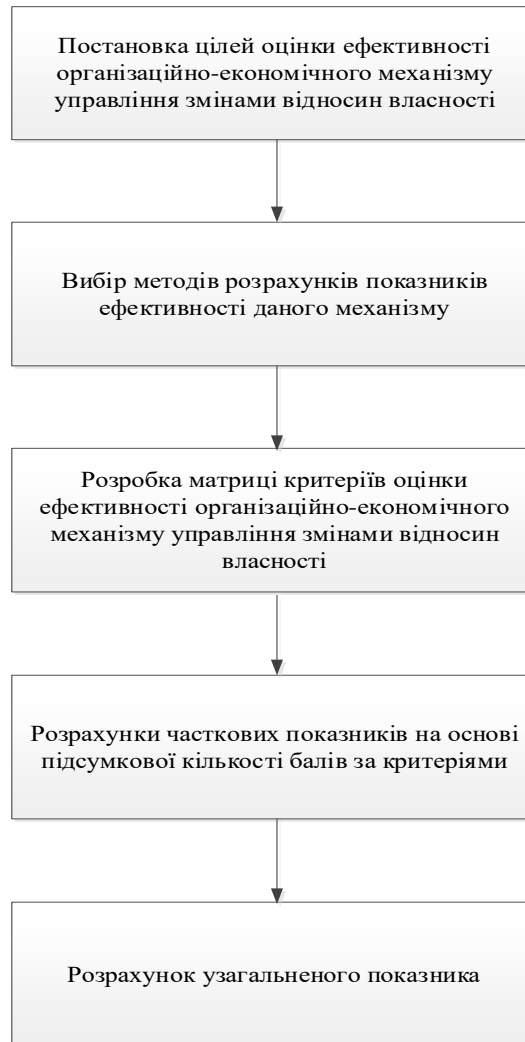 Постановка цілей оцінки ефективності
організаційно-економічного механізму
управління змінами відносин власності
Вибір методів розрахунків показників
ефективності даного механізму
Розробка матриці критеріїв оцінки
ефективності організаційно-економічного
механізму управління змінами відносин
власності
Розрахунки часткових показників на основі
підсумкової кількості балів за критеріями
Розрахунок узагальненого показника